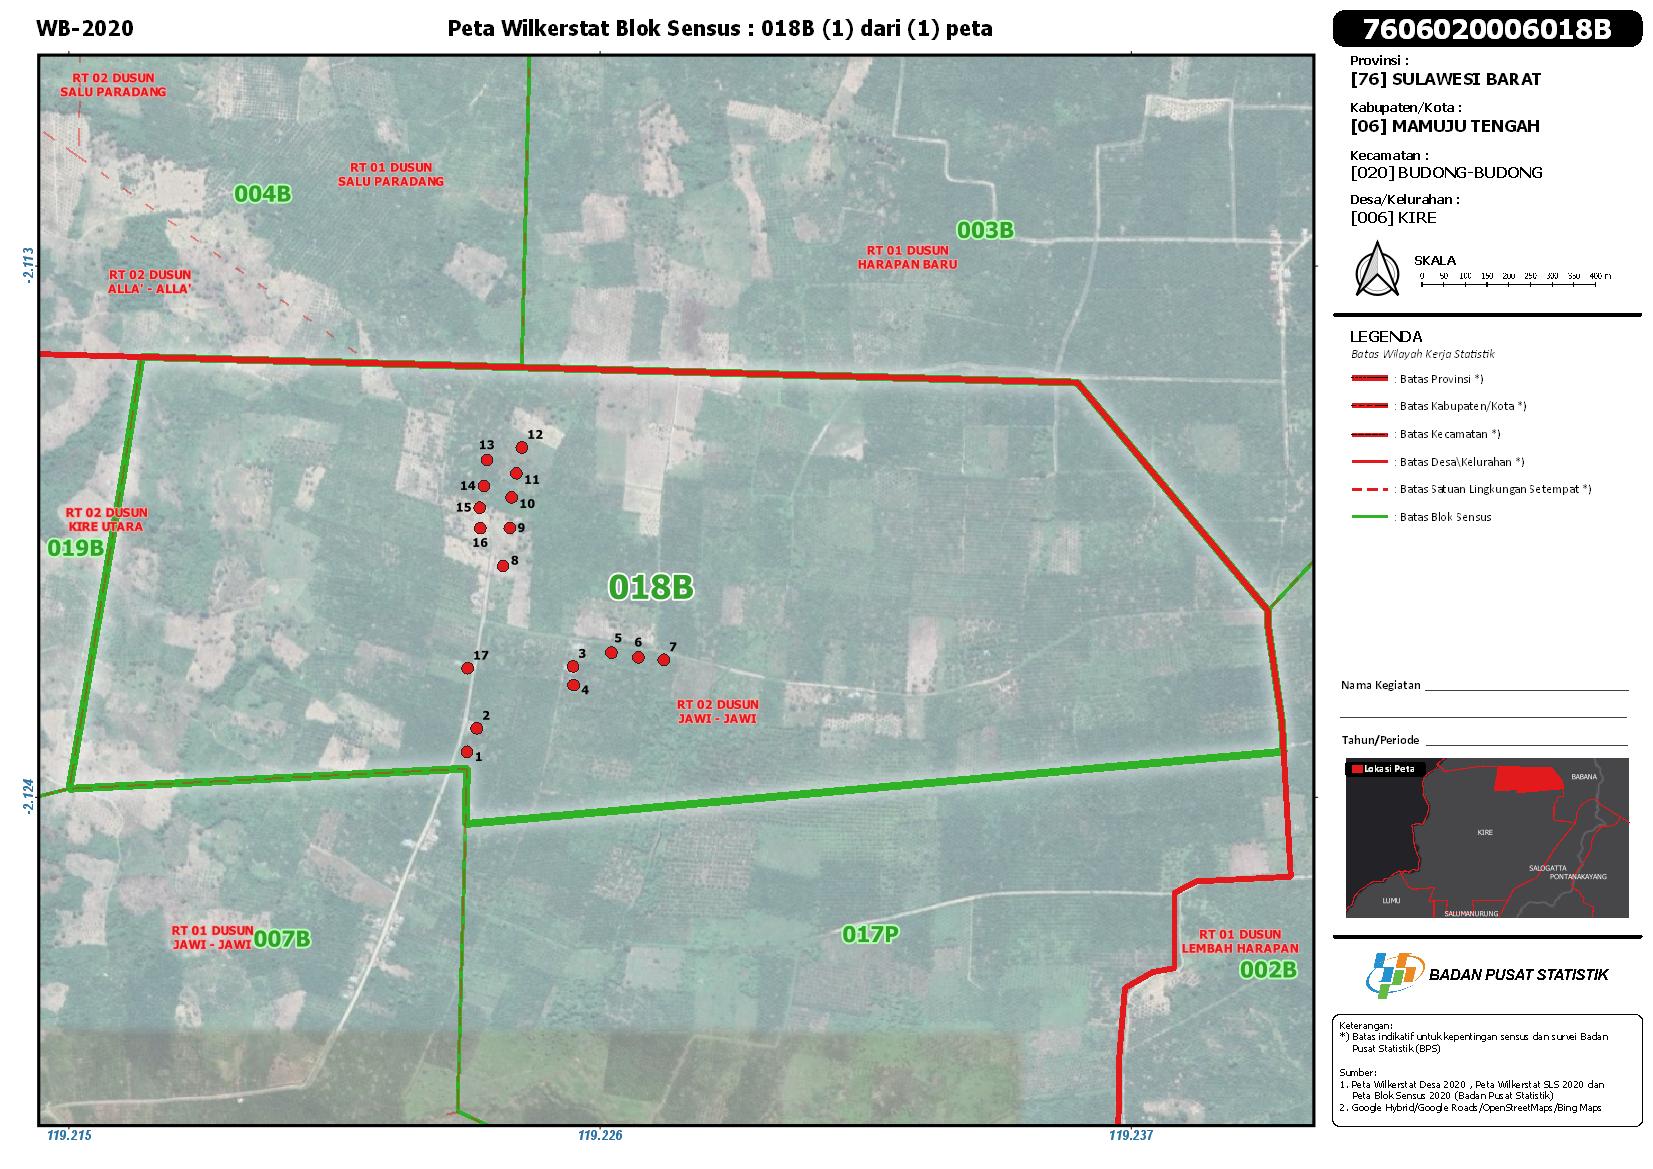 WB-2020
Peta Wilkerstat Blok Sensus : 018B (1) dari (1) peta
7606020006018B
Provinsi :
[76] SULAWESI BARAT
Kabupaten/Kota :
[06] MAMUJU TENGAH
Kecamatan :
[020] BUDONG-BUDONG
Desa/Kelurahan :
[006] KIRE
SKALA
0 50 100 150 200 250 300 350 400 m
LEGENDA
Batas Wilayah Kerja Statistik
: Batas Provinsi *)
: Batas Kabupaten/Kota *)
: Batas Kecamatan *)
: Batas Desa\Kelurahan *)
: Batas Satuan Lingkungan Setempat *)
: Batas Blok Sensus
Nama Kegiatan
Tahun/Periode
Lokasi Peta
BABANA
KIRE
SALOGATTA
PONTANAKAYANG
LUMU
SALUMANURUNG
BADAN PUSAT STATISTIK
Keterangan:
*) Batas indikatif untuk kepentingan sensus dan survei Badan
Pusat Statistik (BPS)
Sumber:
1. Peta Wilkerstat Desa 2020 , Peta Wilkerstat SLS 2020 dan
Peta Blok Sensus 2020 (Badan Pusat Statistik)
2. Google Hybrid/Google Roads/OpenStreetMaps/Bing Maps
RT 02 DUSUN
SALU PARADANG
RT 01 DUSUN
SALU PARADANG
004B
003B
RT 01 DUSUN
HARAPAN BARU
RT 02 DUSUN
ALLA' - ALLA'
-2.113
12
13
11
14
10
15
9
16
8
RT 02 DUSUN
KIRE UTARA
019B
018B
5
6
7
3
4
17
RT 02 DUSUN
JAWI - JAWI
2
1
-2.124
RT 01 DUSUN
JAWI - JAWI
007B
017P
RT 01 DUSUN
LEMBAH HARAPAN
002B
119.215
119.226
119.237